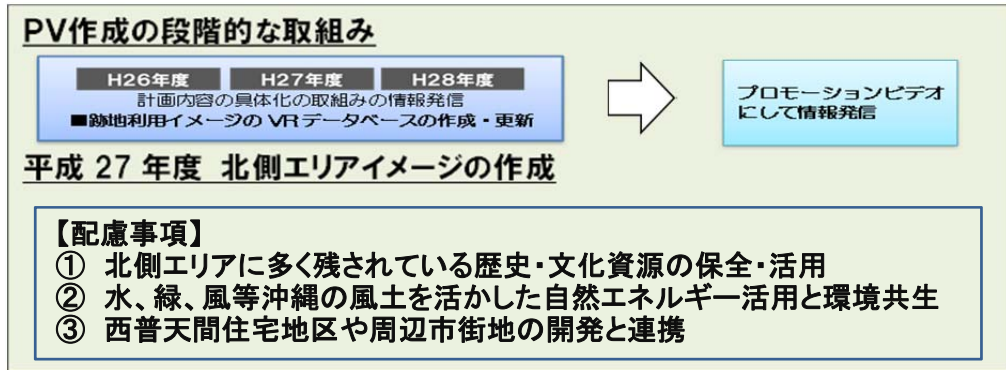 PV作成の段階的な取組み
H26年度 H27年度 H28年度
計画内容の具体化の取組みの情報発信
■跡地利用イメージのVRデータベースの作成・更新
プロモーションビデオ
にして情報発信
平成 27 年度 北側エリアイメージの作成
【配慮事項】
① 北側エリアに多く残されている歴史・文化資源の保全・活用
② 水、緑、風等沖縄の風土を活かした自然エネルギー活用と環境共生
③ 西普天間住宅地区や周辺市街地の開発と連携